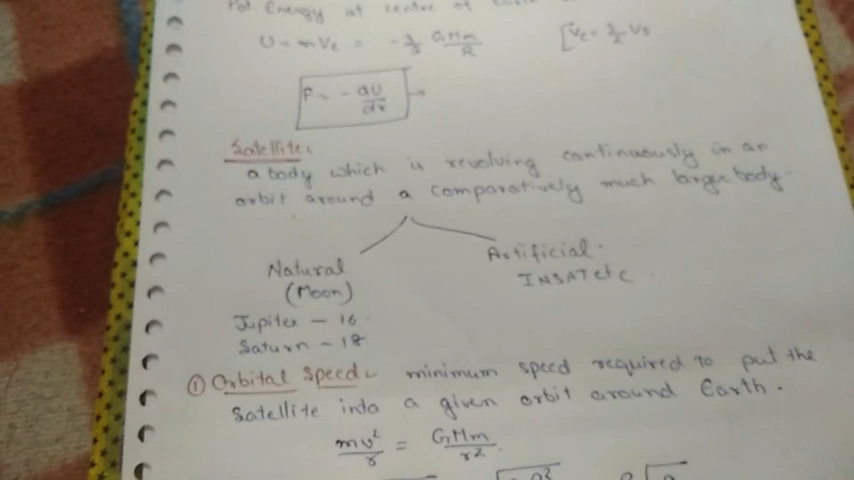 Pot. Energy at centre of
U = mVc = - 3/2 GMm/R [Vc = 3/2 Vs
F = - dU/dr →
Satellite:
a body which is revolving continuously in an
orbit around a comparatively much larger body.
Natural
(Moon)
Jupiter - 16
Saturn - 18
Artificial.
INSAT etc
① Orbital Speed: minimum speed required to put the
satellite into a given orbit around Earth.
mv²/r = GMm/r²